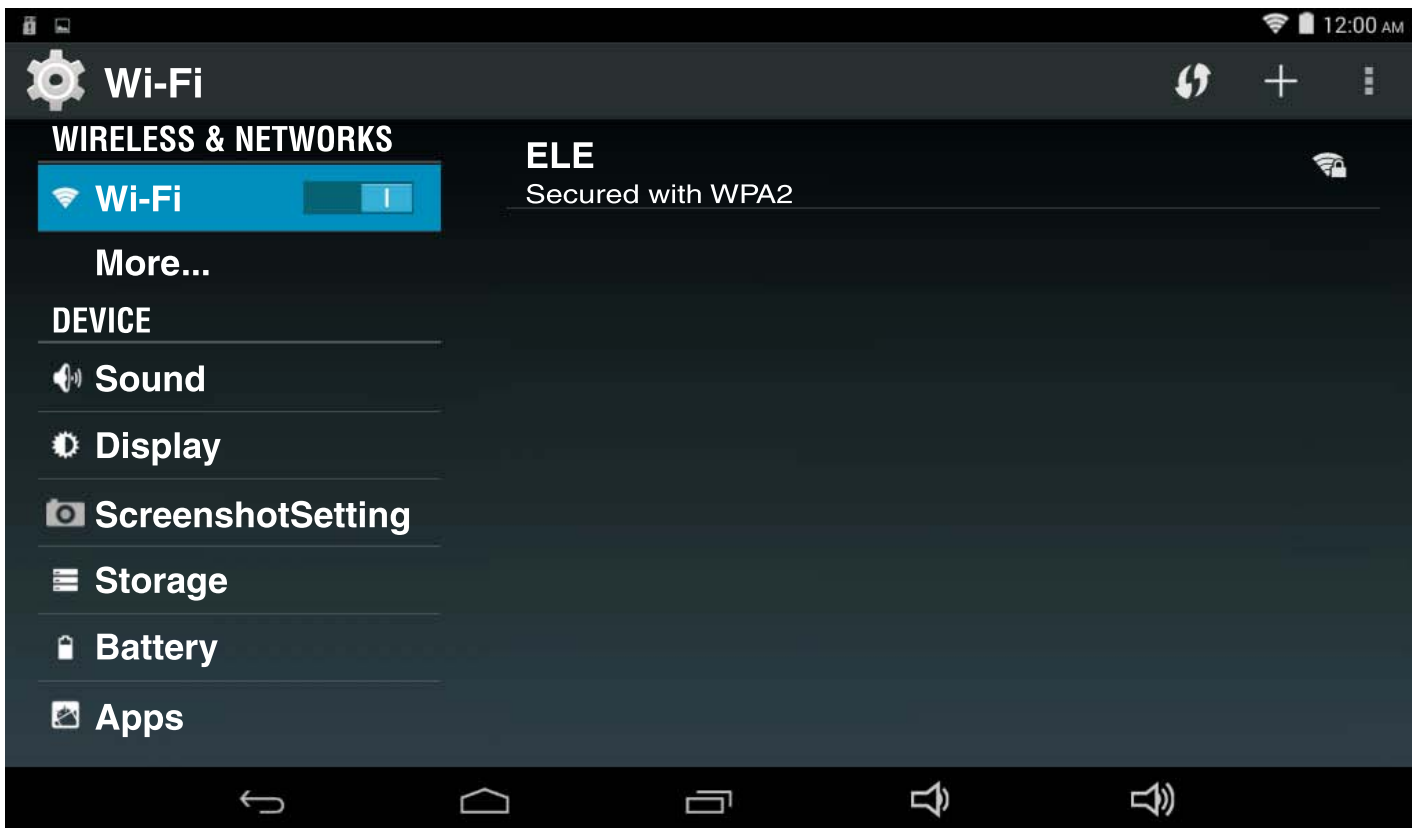 12:00 AM
Wi-Fi
WIRELESS & NETWORKS
Wi-Fi
More...
DEVICE
Sound
Display
ScreenshotSetting
Storage
Battery
Apps
ELE
Secured with WPA2